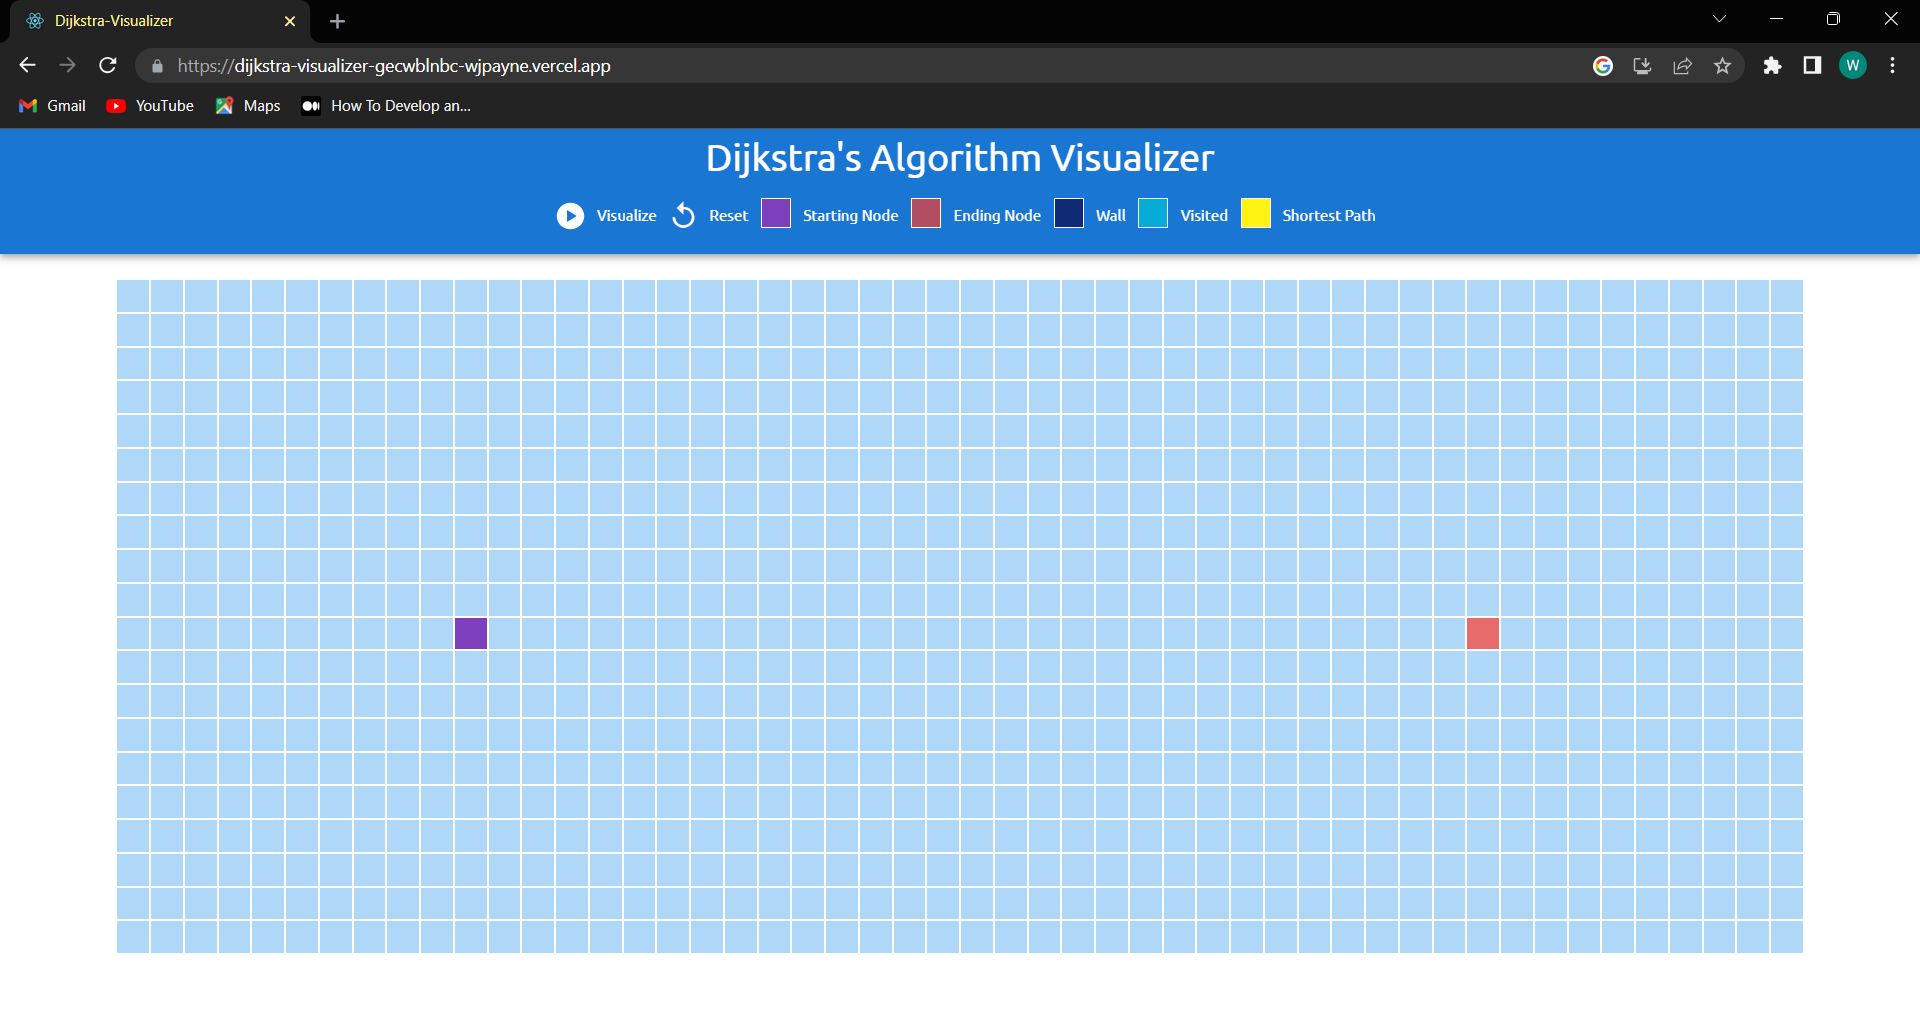 Dijkstra-Visualizer
https://dijkstra-visualizer-gecwblnbc-wjpayne.vercel.app
W
Gmail YouTube Maps How To Develop an...
Dijkstra's Algorithm Visualizer
Visualize Reset Starting Node Ending Node Wall Visited Shortest Path